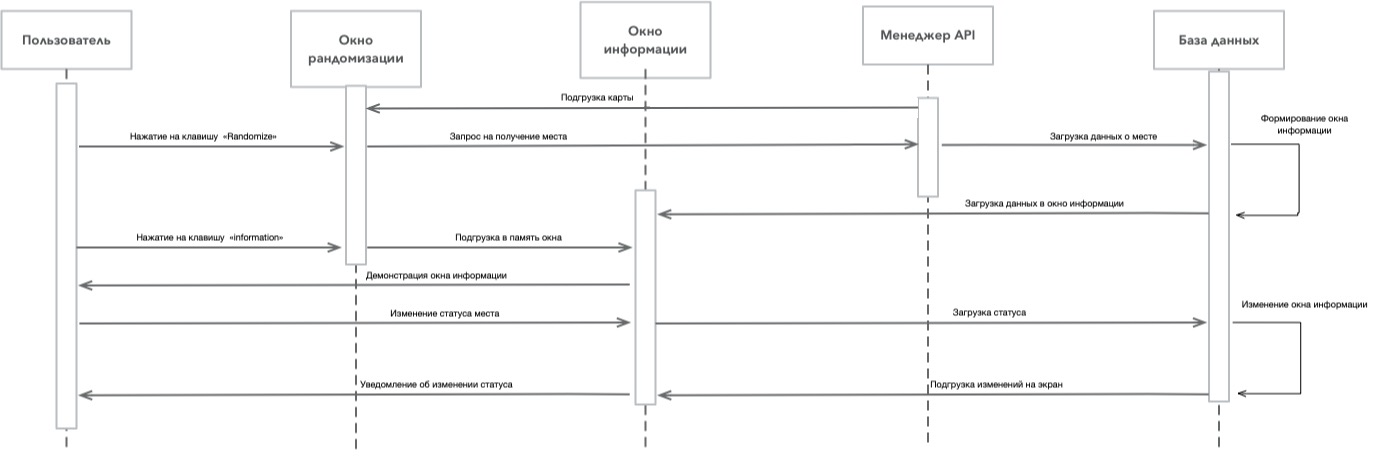 Пользователь
Окно
рандомизации
Окно
информации
Менеджер API
База данных
Подгрузка карты
Нажатие на клавишу «Randomize»
Запрос на получение места
Загрузка данных о месте
Формирование окна
информации
Загрузка данных в окно информации
Нажатие на клавишу «information»
Подгрузка в память окна
Демонстрация окна информации
Изменение статуса места
Загрузка статуса
Изменение окна информации
Уведомление об изменении статуса
Подгрузка изменений на экран